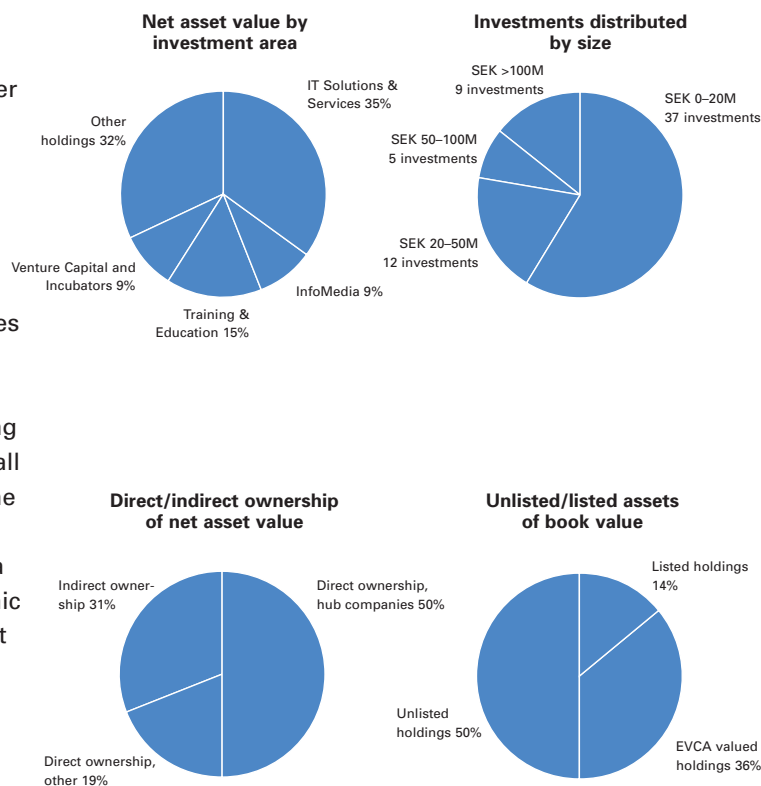 Net asset value by
investment area
IT Solutions &
Services 35%
Other
holdings 32%
Venture Capital and
Incubators 9%
InfoMedia 9%
Training &
Education 15%
Investments distributed
by size
SEK >100M
9 investments
SEK 0–20M
37 investments
SEK 50–100M
5 investments
SEK 20–50M
12 investments
Direct/indirect ownership
of net asset value
Indirect owner-
ship 31%
Direct ownership,
hub companies 50%
Direct ownership,
other 19%
Unlisted/listed assets
of book value
Listed holdings
14%
Unlisted
holdings 50%
EVCA valued
holdings 36%